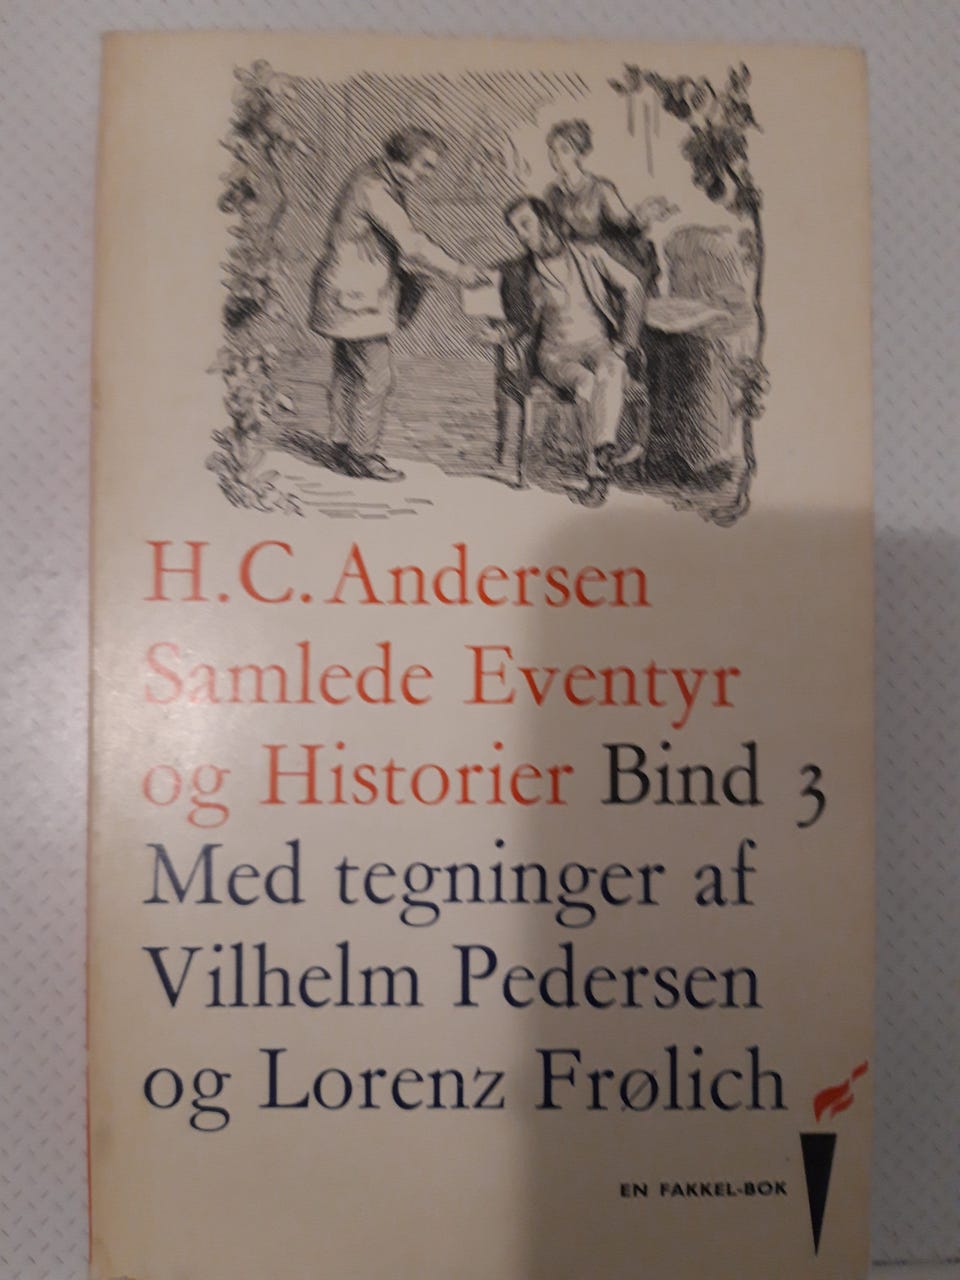 H.C.Andersen
Samlede Eventyr
og Historier Bind 3
Med tegninger af
Vilhelm Pedersen
og Lorenz Frølich
EN FAKKEL-BOK